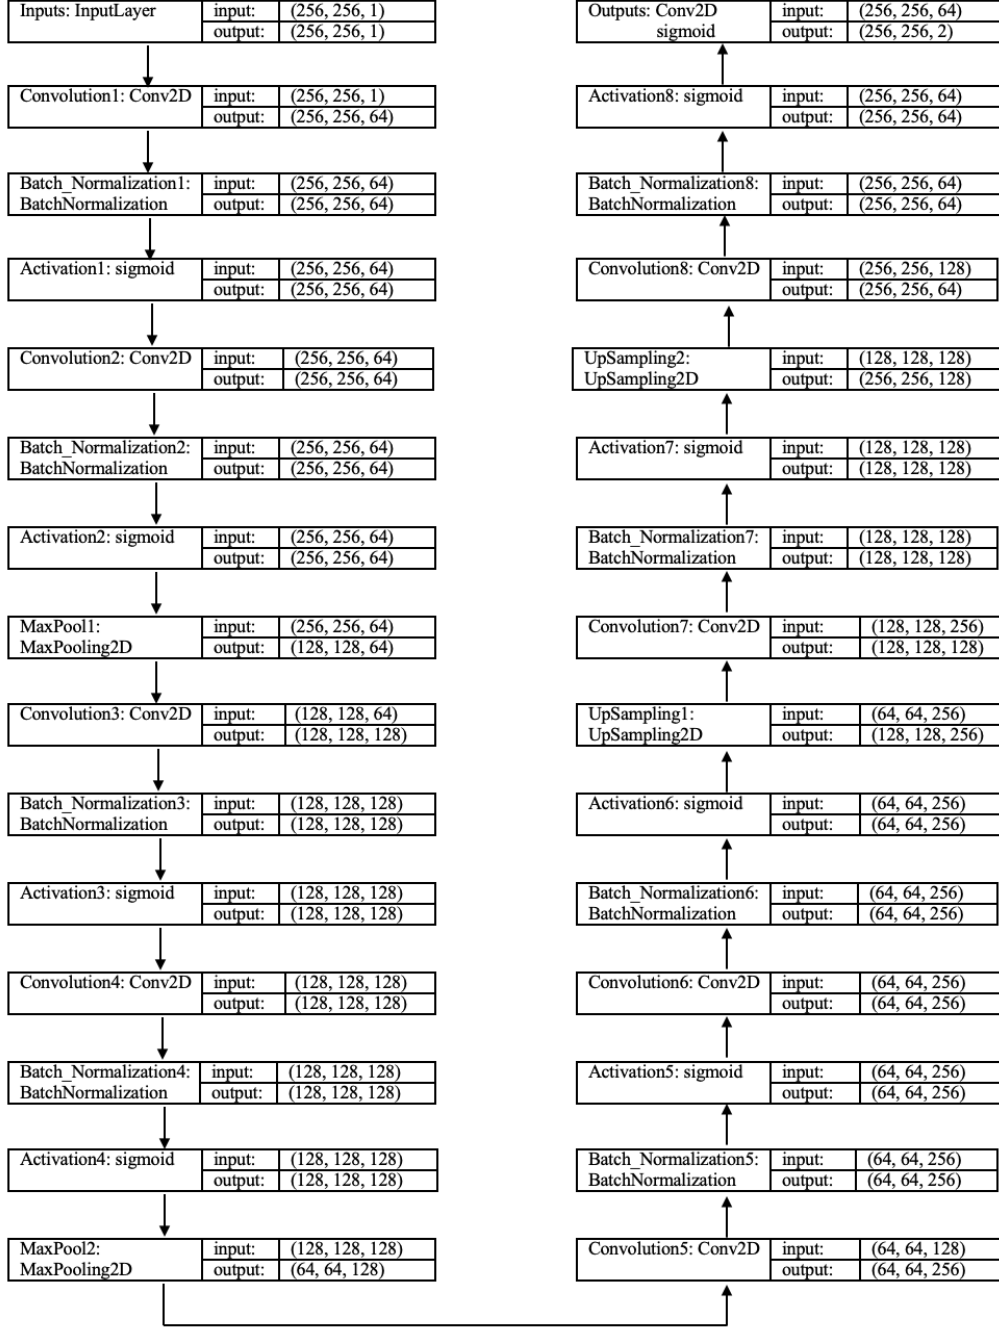 Inputs: InputLayer input: (256, 256, 1)
output: (256, 256, 1)
Convolution1: Conv2D input: (256, 256, 1)
output: (256, 256, 64)
Batch_Normalization1: input: (256, 256, 64)
BatchNormalization output: (256, 256, 64)
Activation1: sigmoid input: (256, 256, 64)
output: (256, 256, 64)
Convolution2: Conv2D input: (256, 256, 64)
output: (256, 256, 64)
Batch_Normalization2: input: (256, 256, 64)
BatchNormalization output: (256, 256, 64)
Activation2: sigmoid input: (256, 256, 64)
output: (256, 256, 64)
MaxPool1: input: (256, 256, 64)
MaxPooling2D output: (128, 128, 64)
Convolution3: Conv2D input: (128, 128, 64)
output: (128, 128, 128)
Batch_Normalization3: input: (128, 128, 128)
BatchNormalization output: (128, 128, 128)
Activation3: sigmoid input: (128, 128, 128)
output: (128, 128, 128)
Convolution4: Conv2D input: (128, 128, 128)
output: (128, 128, 128)
Batch_Normalization4: input: (128, 128, 128)
BatchNormalization output: (128, 128, 128)
Activation4: sigmoid input: (128, 128, 128)
output: (128, 128, 128)
MaxPool2: input: (128, 128, 128)
MaxPooling2D output: (64, 64, 128)
Outputs: Conv2D input: (256, 256, 64)
sigmoid output: (256, 256, 2)
Activation8: sigmoid input: (256, 256, 64)
output: (256, 256, 64)
Batch_Normalization8: input: (256, 256, 64)
BatchNormalization output: (256, 256, 64)
Convolution8: Conv2D input: (256, 256, 128)
output: (256, 256, 64)
UpSampling2: input: (128, 128, 128)
UpSampling2D output: (256, 256, 128)
Activation7: sigmoid input: (128, 128, 128)
output: (128, 128, 128)
Batch_Normalization7: input: (128, 128, 128)
BatchNormalization output: (128, 128, 128)
Convolution7: Conv2D input: (128, 128, 256)
output: (128, 128, 128)
UpSampling1: input: (64, 64, 256)
UpSampling2D output: (128, 128, 256)
Activation6: sigmoid input: (64, 64, 256)
output: (64, 64, 256)
Batch_Normalization6: input: (64, 64, 256)
BatchNormalization output: (64, 64, 256)
Convolution6: Conv2D input: (64, 64, 256)
output: (64, 64, 256)
Activation5: sigmoid input: (64, 64, 256)
output: (64, 64, 256)
Batch_Normalization5: input: (64, 64, 256)
BatchNormalization output: (64, 64, 256)
Convolution5: Conv2D input: (64, 64, 128)
output: (64, 64, 256)